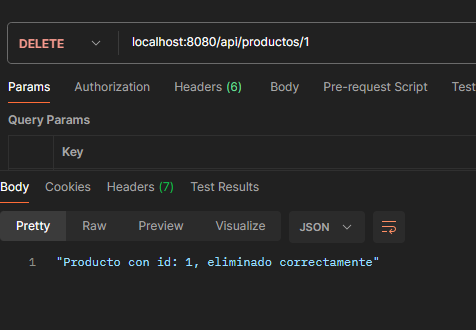 DELETE localhost:8080/api/productos/1
Params Authorization Headers (6) Body Pre-request Script Test
Query Params
Key
Body Cookies Headers (7) Test Results
Pretty Raw Preview Visualize JSON
1 "Producto con id: 1, eliminado correctamente"